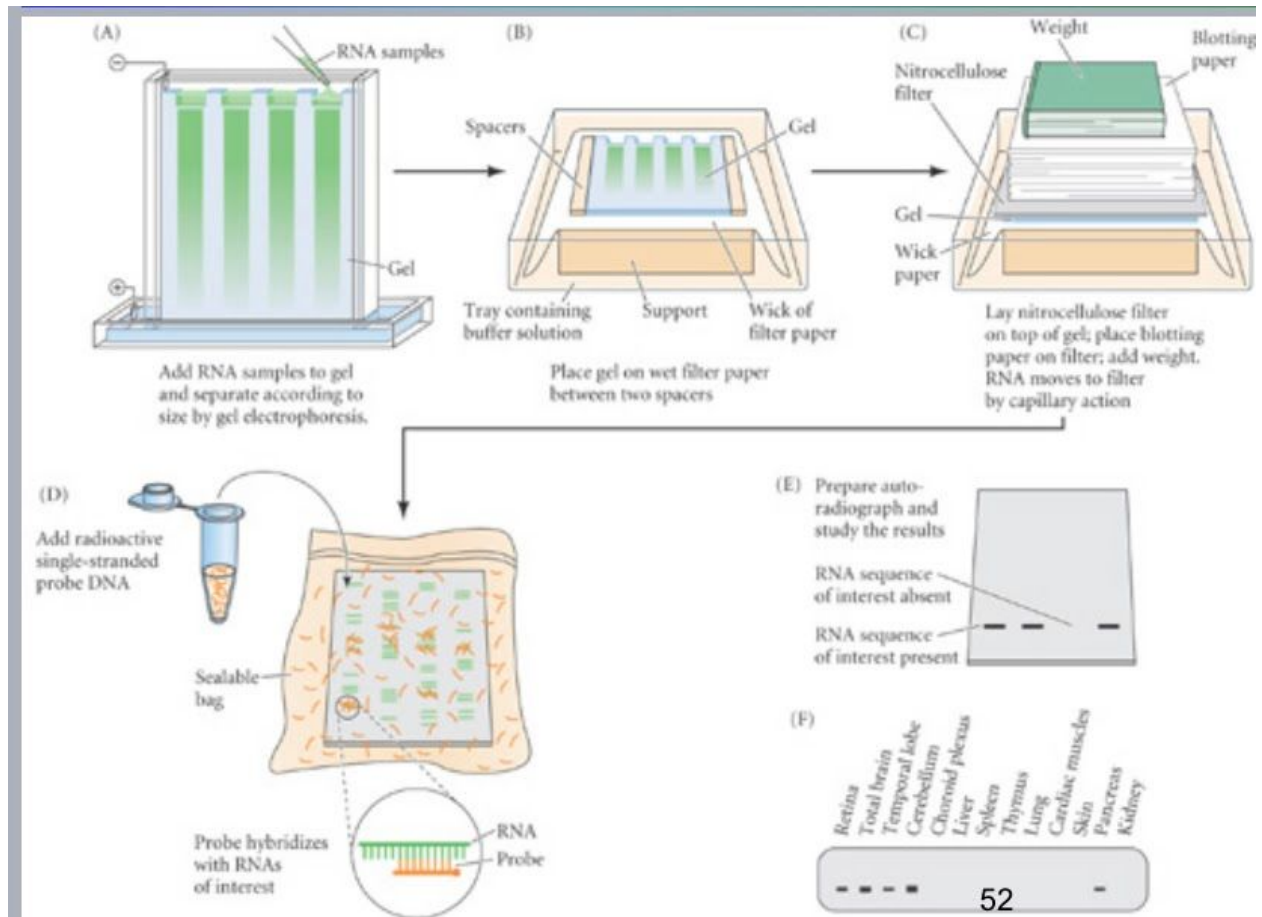 (A)
RNA samples
⊖
Gel
⊕
Add RNA samples to gel
and separate according to
size by gel electrophoresis.
(B)
Spacers
Gel
Tray containing
buffer solution
Support
Wick of
filter paper
Place gel on wet filter paper
between two spacers
(C)
Weight
Blotting
paper
Nitrocellulose
filter
Gel
Wick
paper
Lay nitrocellulose filter
on top of gel; place blotting
paper on filter; add weight.
RNA moves to filter
by capillary action
(D)
Add radioactive
single-stranded
probe DNA
Sealable
bag
Probe hybridizes
with RNAs
of interest
RNA
Probe
(E) Prepare auto-
radiograph and
study the results
RNA sequence
of interest absent
RNA sequence
of interest present
(F)
Retina
Total brain
Temporal lobe
Cerebellum
Choroid plexus
Liver
Spleen
Thymus
Lung
Cardiac muscles
Skin
Pancreas
Kidney
52